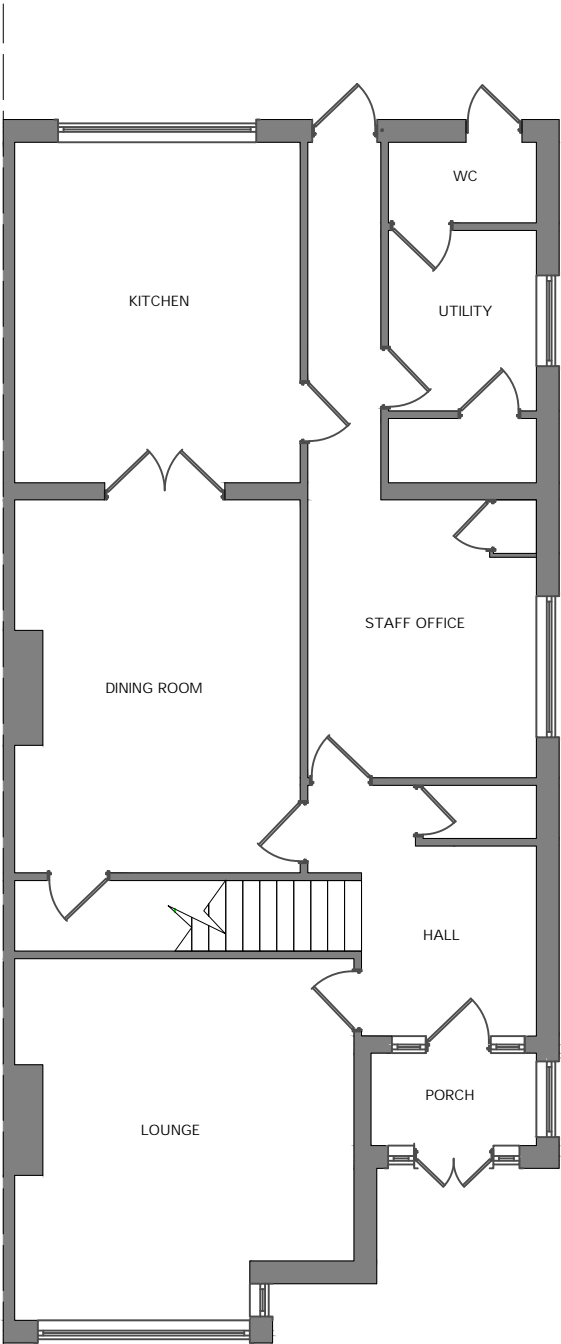 WC
KITCHEN
UTILITY
STAFF OFFICE
DINING ROOM
HALL
PORCH
LOUNGE